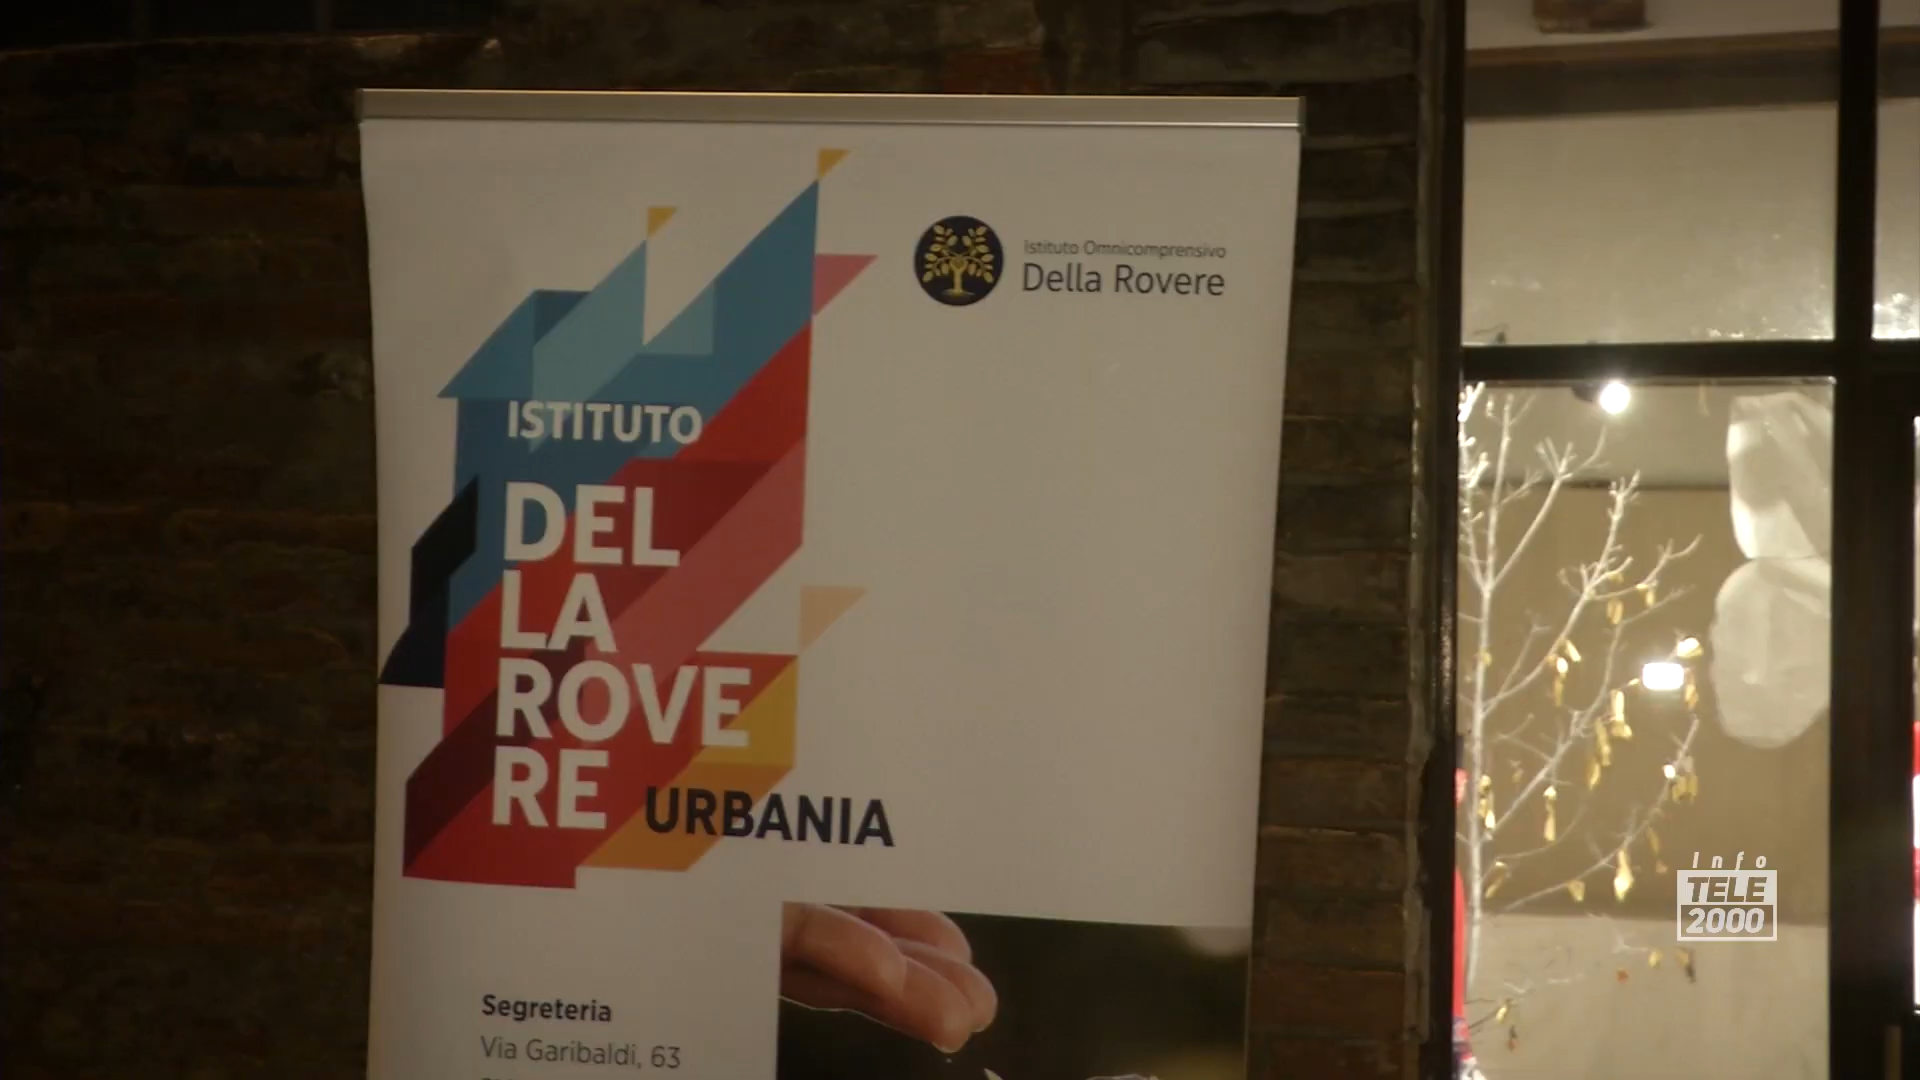 Istituto Omnicomprensivo
Della Rovere
ISTITUTO
DEL
LA
ROVE
RE
URBANIA
Segreteria
Via Garibaldi, 63
Info
TELE
2000